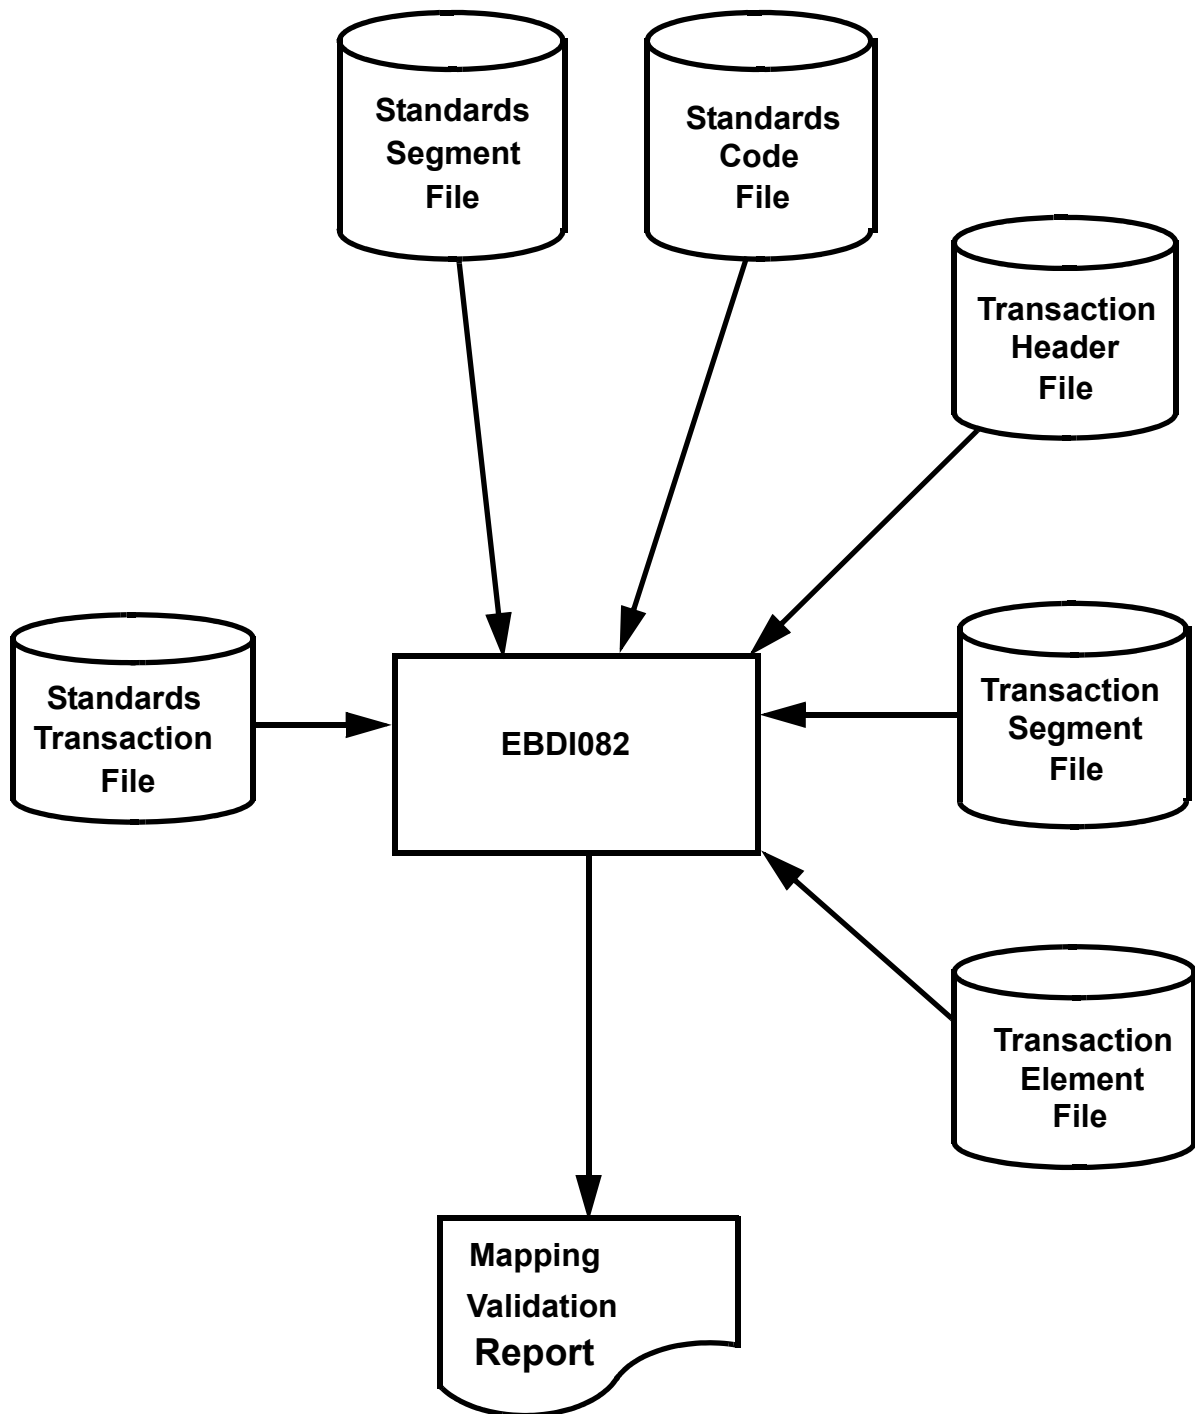 Standards
Segment
File
Standards
Code
File
Transaction
Header
File
Standards
Transaction
File
EBDI082
Transaction
Segment
File
Transaction
Element
File
Mapping
Validation
Report